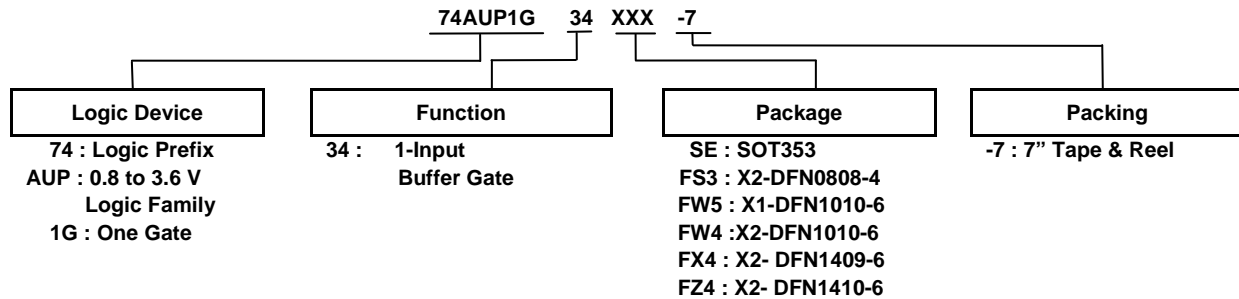 74AUP1G 34 XXX -7
Logic Device
74 : Logic Prefix
AUP : 0.8 to 3.6 V
Logic Family
1G : One Gate
Function
34 : 1-Input
Buffer Gate
Package
SE : SOT353
FS3 : X2-DFN0808-4
FW5 : X1-DFN1010-6
FW4 :X2-DFN1010-6
FX4 : X2- DFN1409-6
FZ4 : X2- DFN1410-6
Packing
-7 : 7” Tape & Reel